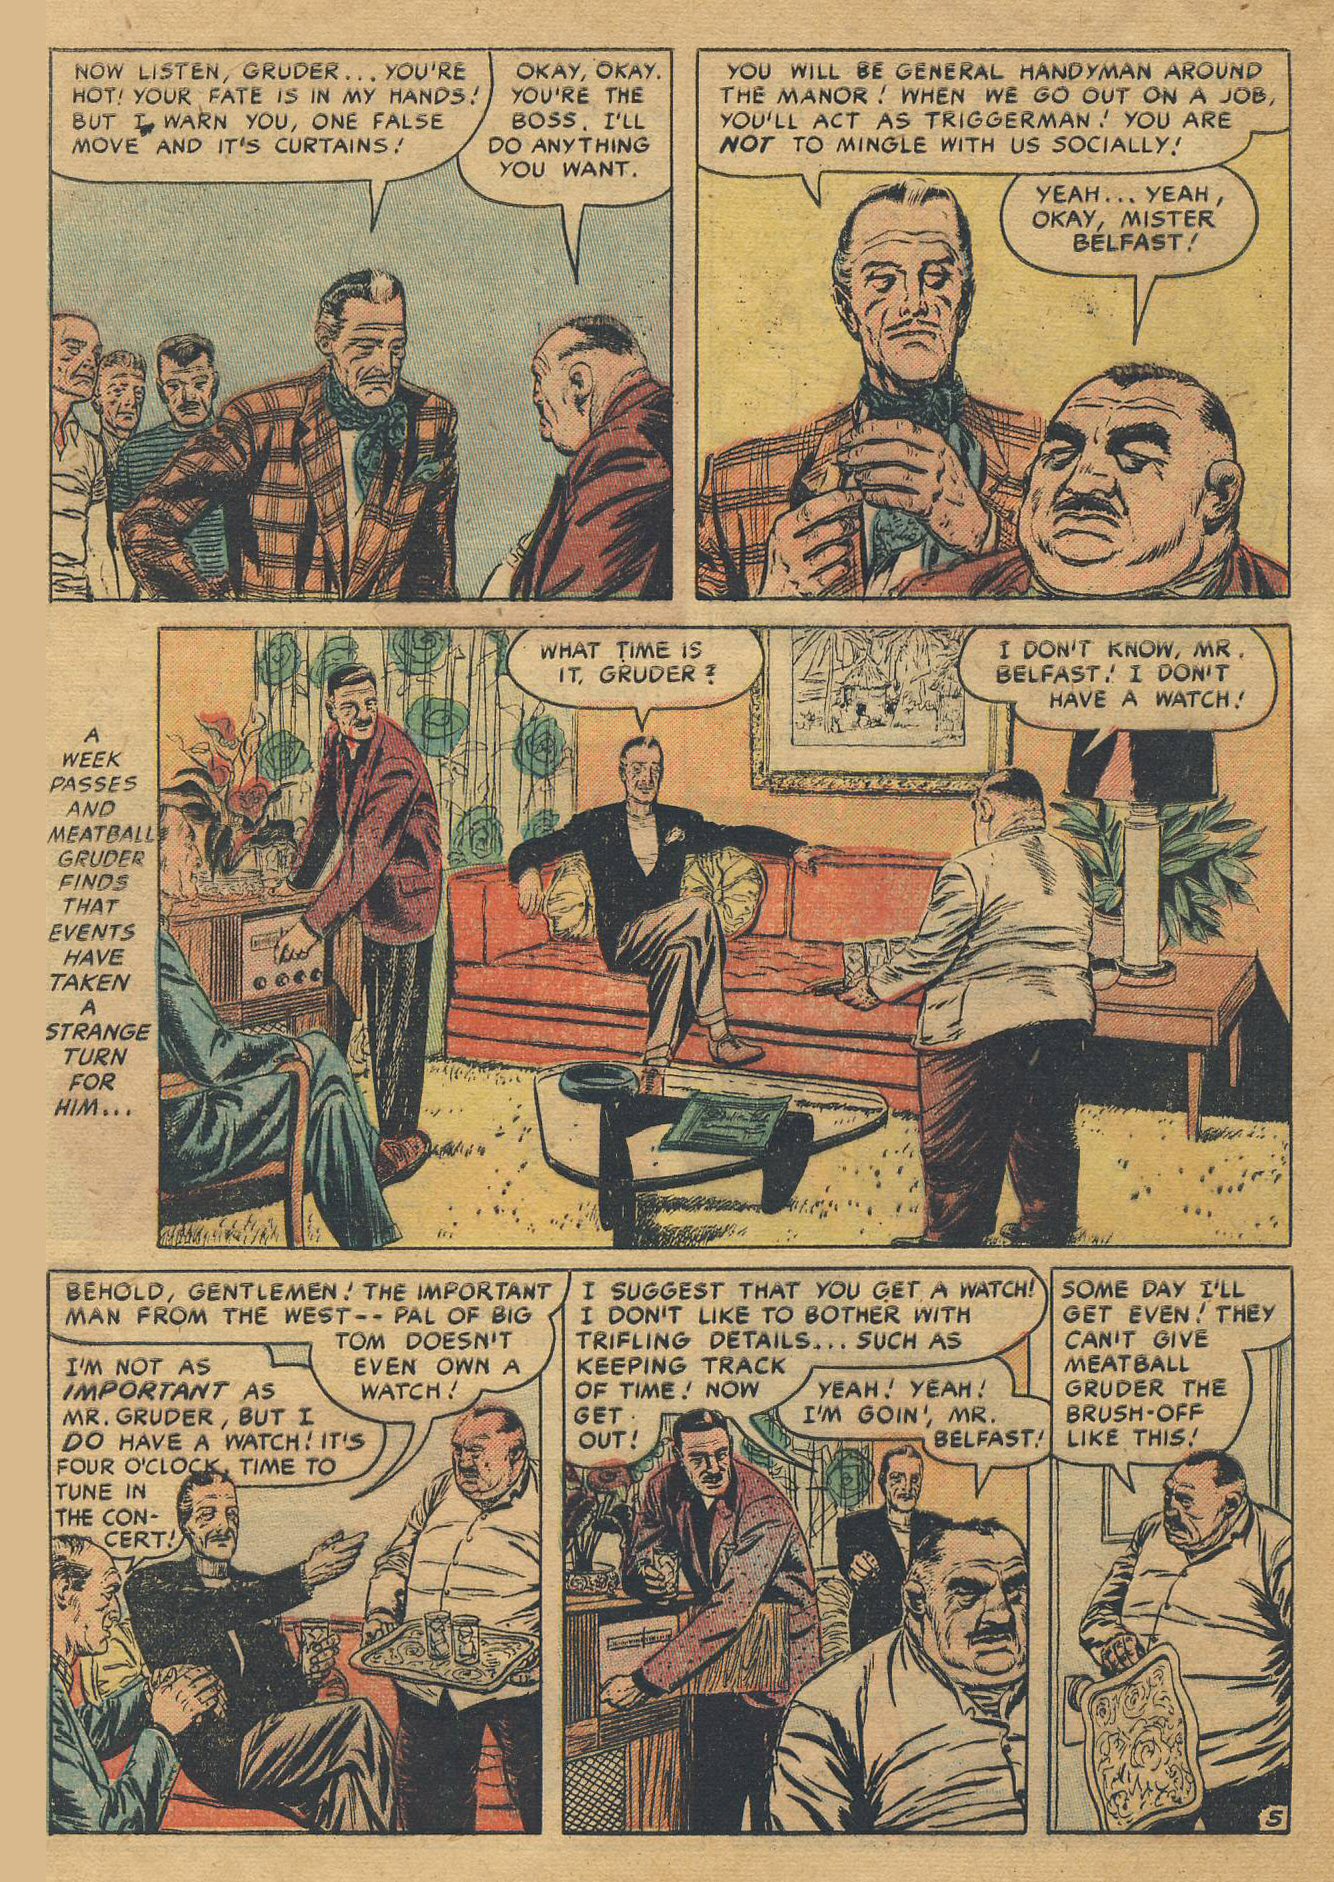 NOW LISTEN, GRUDER... YOU'RE
HOT! YOUR FATE IS IN MY HANDS!
BUT I WARN YOU, ONE FALSE
MOVE AND IT'S CURTAINS!
OKAY, OKAY.
YOU'RE THE
BOSS. I'LL
DO ANYTHING
YOU WANT.
YOU WILL BE GENERAL HANDYMAN AROUND
THE MANOR! WHEN WE GO OUT ON A JOB,
YOU'LL ACT AS TRIGGERMAN! YOU ARE
NOT TO MINGLE WITH US SOCIALLY!
YEAH... YEAH,
OKAY, MISTER
BELFAST!
A
WEEK
PASSES
AND
MEATBALL
GRUDER
FINDS
THAT
EVENTS
HAVE
TAKEN
A
STRANGE
TURN
FOR
HIM...
WHAT TIME IS
IT, GRUDER?
I DON'T KNOW, MR.
BELFAST! I DON'T
HAVE A WATCH!
BEHOLD, GENTLEMEN! THE IMPORTANT
MAN FROM THE WEST-- PAL OF BIG
TOM DOESN'T
EVEN OWN A
WATCH!
I'M NOT AS
IMPORTANT AS
MR. GRUDER, BUT I
DO HAVE A WATCH! IT'S
FOUR O'CLOCK, TIME TO
TUNE IN
THE CON-
CERT!
I SUGGEST THAT YOU GET A WATCH!
I DON'T LIKE TO BOTHER WITH
TRIFLING DETAILS... SUCH AS
KEEPING TRACK
OF TIME! NOW
GET
OUT!
YEAH! YEAH!
I'M GOIN', MR.
BELFAST!
SOME DAY I'LL
GET EVEN! THEY
CAN'T GIVE
MEATBALL
GRUDER THE
BRUSH-OFF
LIKE THIS!
5